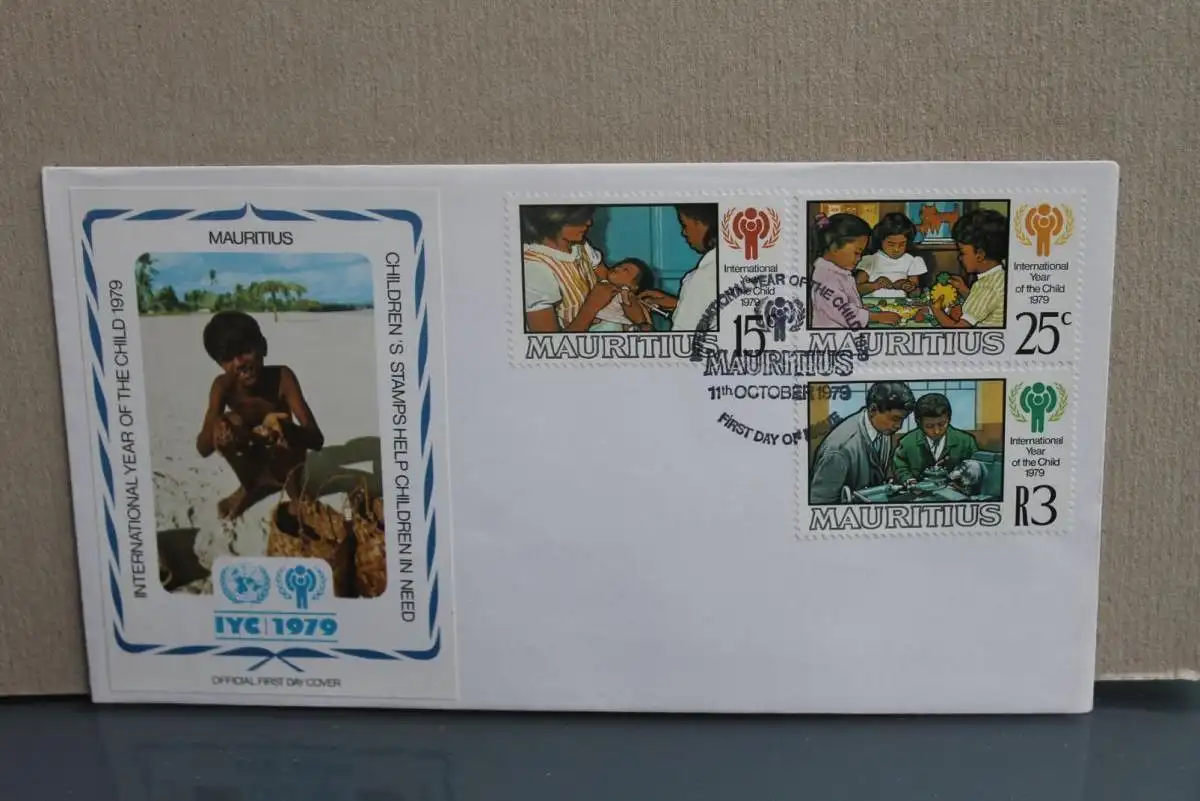 MAURITIUS
INTERNATIONAL YEAR OF THE CHILD 1979
CHILDREN'S STAMPS HELP CHILDREN IN NEED
IYC 1979
OFFICIAL FIRST DAY COVER
International
Year
of the Child
1979
15
MAURITIUS
International
Year
of the Child
1979
25c
MAURITIUS
International
Year
of the Child
1979
R3
MAURITIUS
INTERNATIONAL YEAR OF THE CHILD
MAURITIUS
11th OCTOBER 1979
FIRST DAY OF